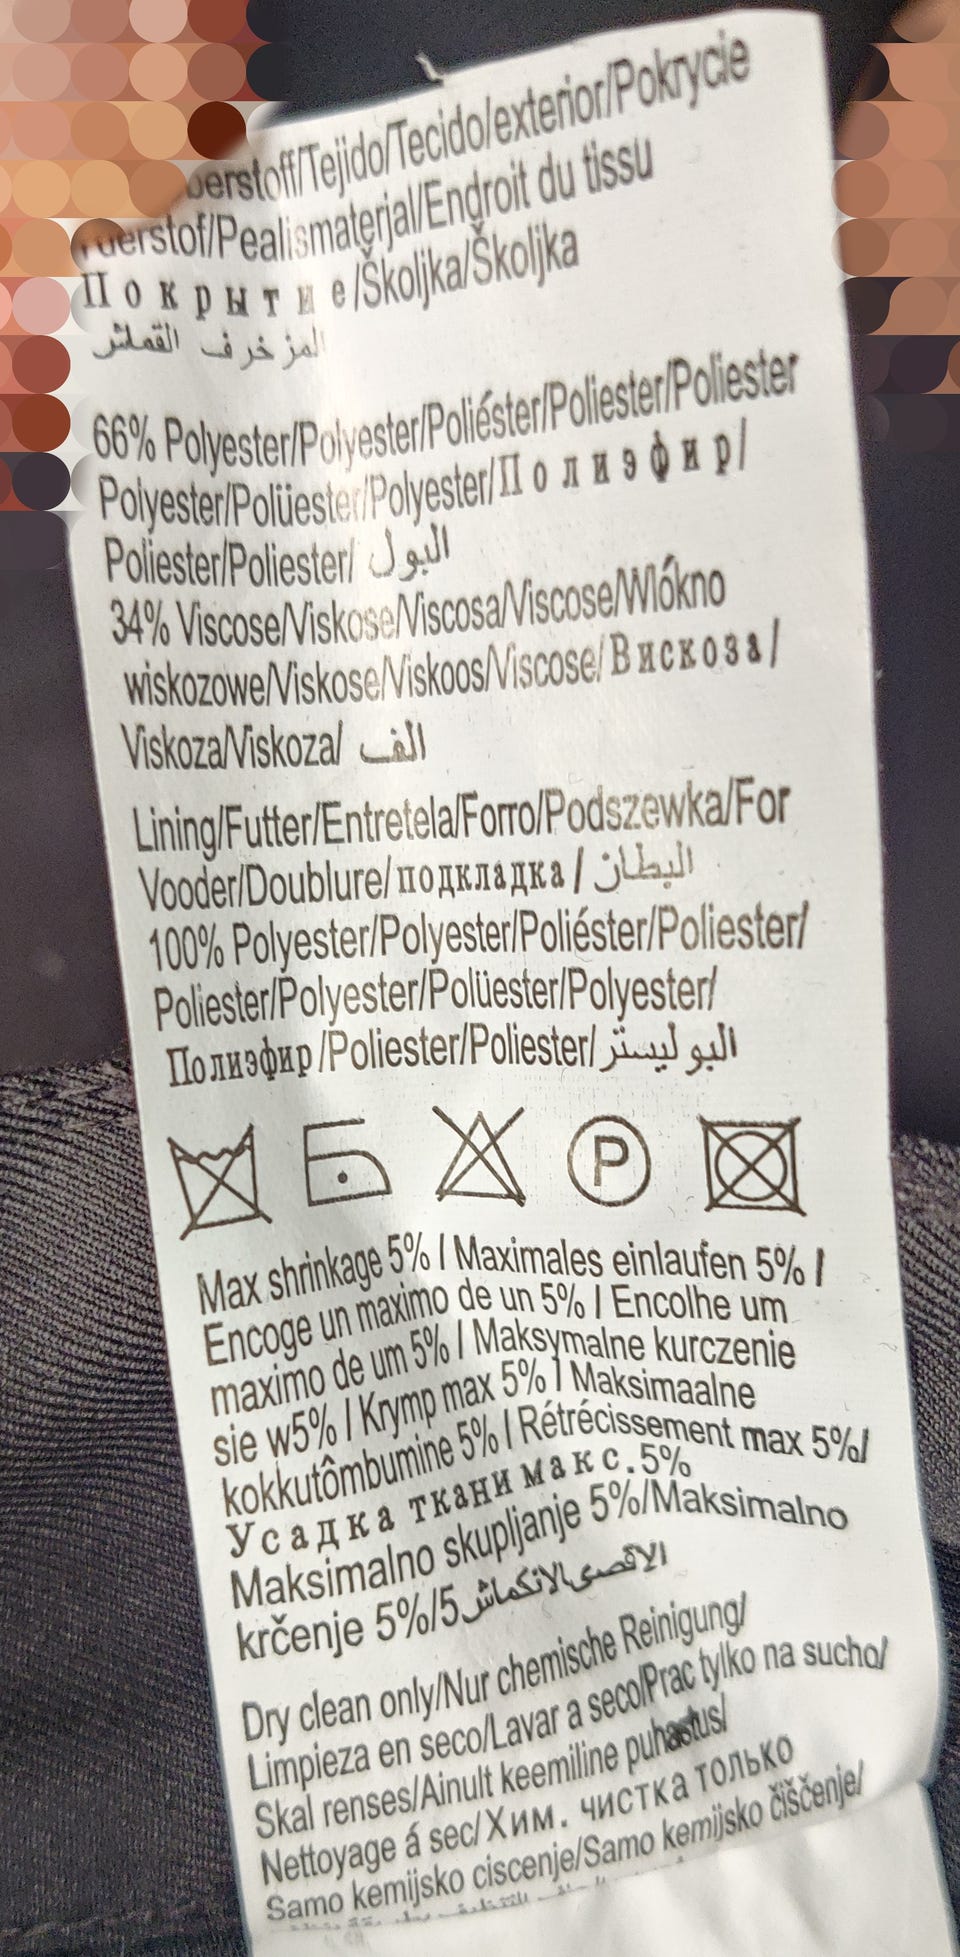 berstoff/Tejido/Tecido/exterior/Pokrycie
erstof/Pealismaterjal/Endroit du tissu
Покрытие/Školjka/Školjka
المزخرف القماش
66% Polyester/Polyester/Poliéster/Poliester/Poliester
Polyester/Polüester/Polyester/Полиэфир/
Poliester/Poliester/ البول
34% Viscose/Viskose/Viscosa/Viscose/Wlókno
wiskozowe/Viskose/Viskoos/Viscose/Вискоза/
Viskoza/Viskoza/ الف
Lining/Futter/Entretela/Forro/Podszewka/For
Vooder/Doublure/подкладка/ البطان
100% Polyester/Polyester/Poliéster/Poliester/
Poliester/Polyester/Polüester/Polyester/
Полиэфир/Poliester/Poliester/البوليستر
P
Max shrinkage 5% / Maximales einlaufen 5% /
Encoge un maximo de un 5% / Encolhe um
maximo de um 5% / Maksymalne kurczenie
sie w5% / Krymp max 5% / Maksimaalne
kokkutômbumine 5% / Rétrécissement max 5%/
Усадка ткани макс.5%
Maksimalno skupljanje 5%/Maksimalno
krčenje 5%/5الاقصى الانكماش
Dry clean only/Nur chemische Reinigung/
Limpieza en seco/Lavar a seco/Prac tylko na sucho/
Skal renses/Ainult keemiline puhastus/
Nettoyage á sec/Хим. чистка только
Samo kemijsko ciscenje/Samo kemijsko čiščenje/